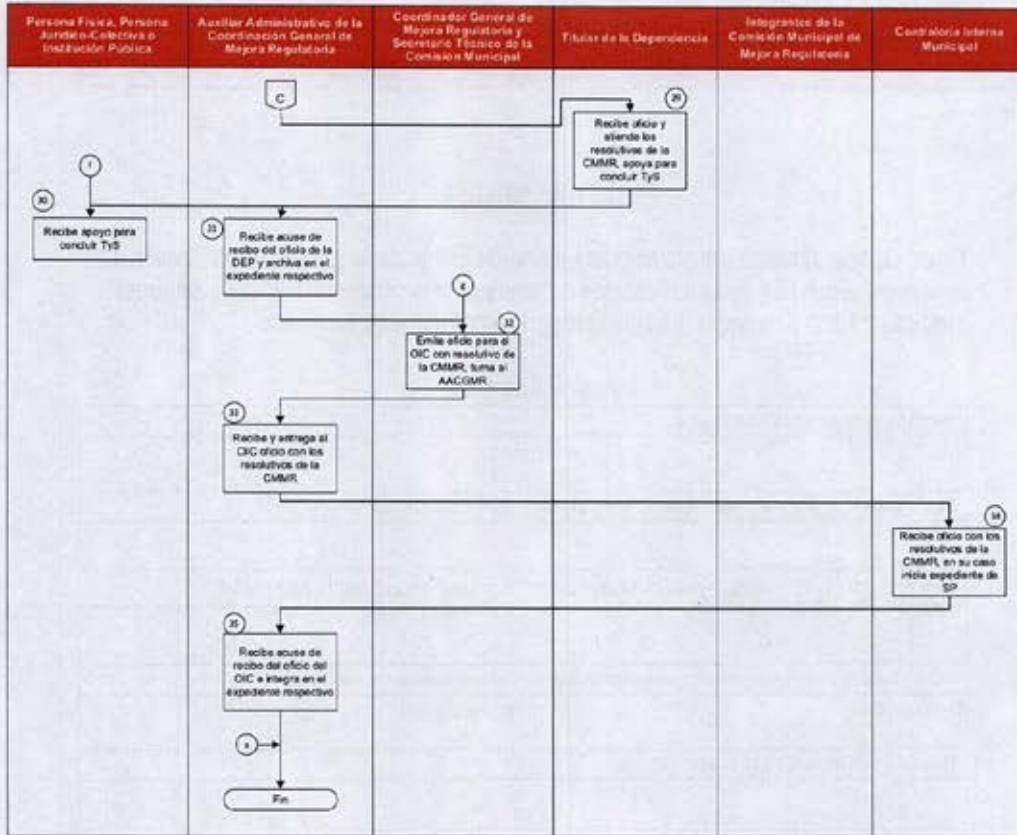 Persona Física, Persona
Jurídico-Colectiva o
Institución Pública
Auxiliar Administrativo de la
Coordinación General de
Mejora Regulatoria
Coordinador General de
Mejora Regulatoria y
Secretario Técnico de la
Comisión Municipal
Titular de la Dependencia
Integrantes de la
Comisión Municipal de
Mejora Regulatoria
Contraloría Interna
Municipal
C
29
Recibe oficio y
atiende los
resolutivos de la
CMMR, apoya para
concluir TyS
f
30
Recibe apoyo para
concluir TyS
31
Recibe acuse de
recibo del oficio de la
DEP y archiva en el
expediente respectivo
32
Emite oficio para el
OIC con resolutivo de
la CMMR, turna al
AACGMR
33
Recibe y entrega al
OIC oficio con los
resolutivos de la
CMMR
34
Recibe oficio con los
resolutivos de la
CMMR, en su caso
inicia expediente de
SP
35
Recibe acuse de
recibo del oficio del
OIC e integra en el
expediente respectivo
Fin